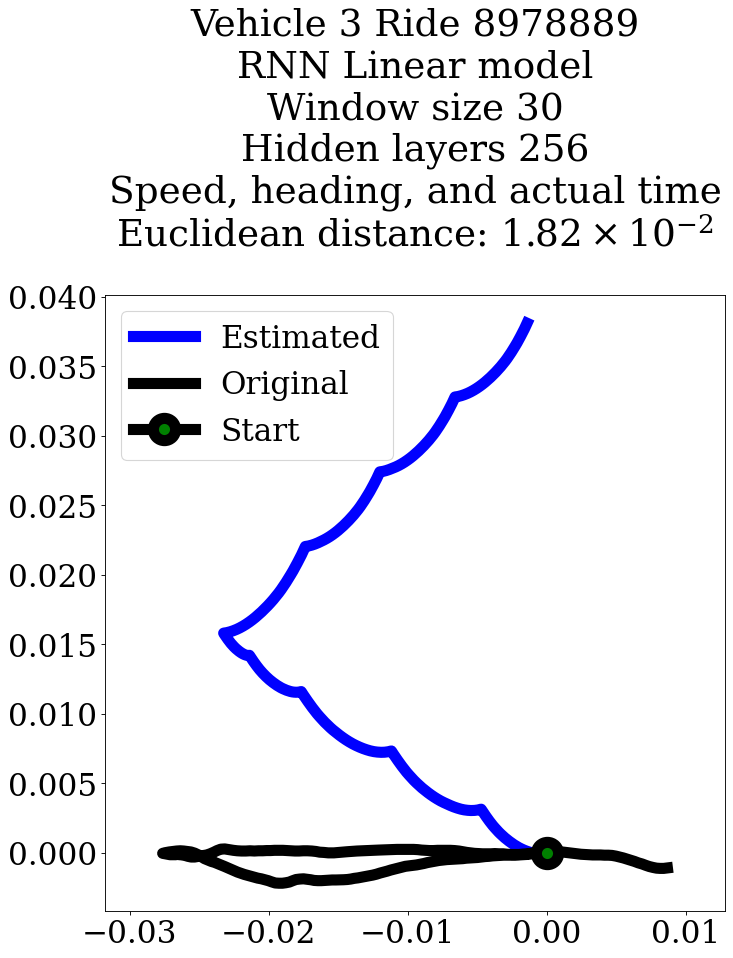 Vehicle 3 Ride 8978889
RNN Linear model
Window size 30
Hidden layers 256
Speed, heading, and actual time
Euclidean distance: 1.82 × 10⁻²
0.040
0.035
0.030
0.025
0.020
0.015
0.010
0.005
0.000
Estimated
Original
Start
−0.03 −0.02 −0.01 0.00 0.01